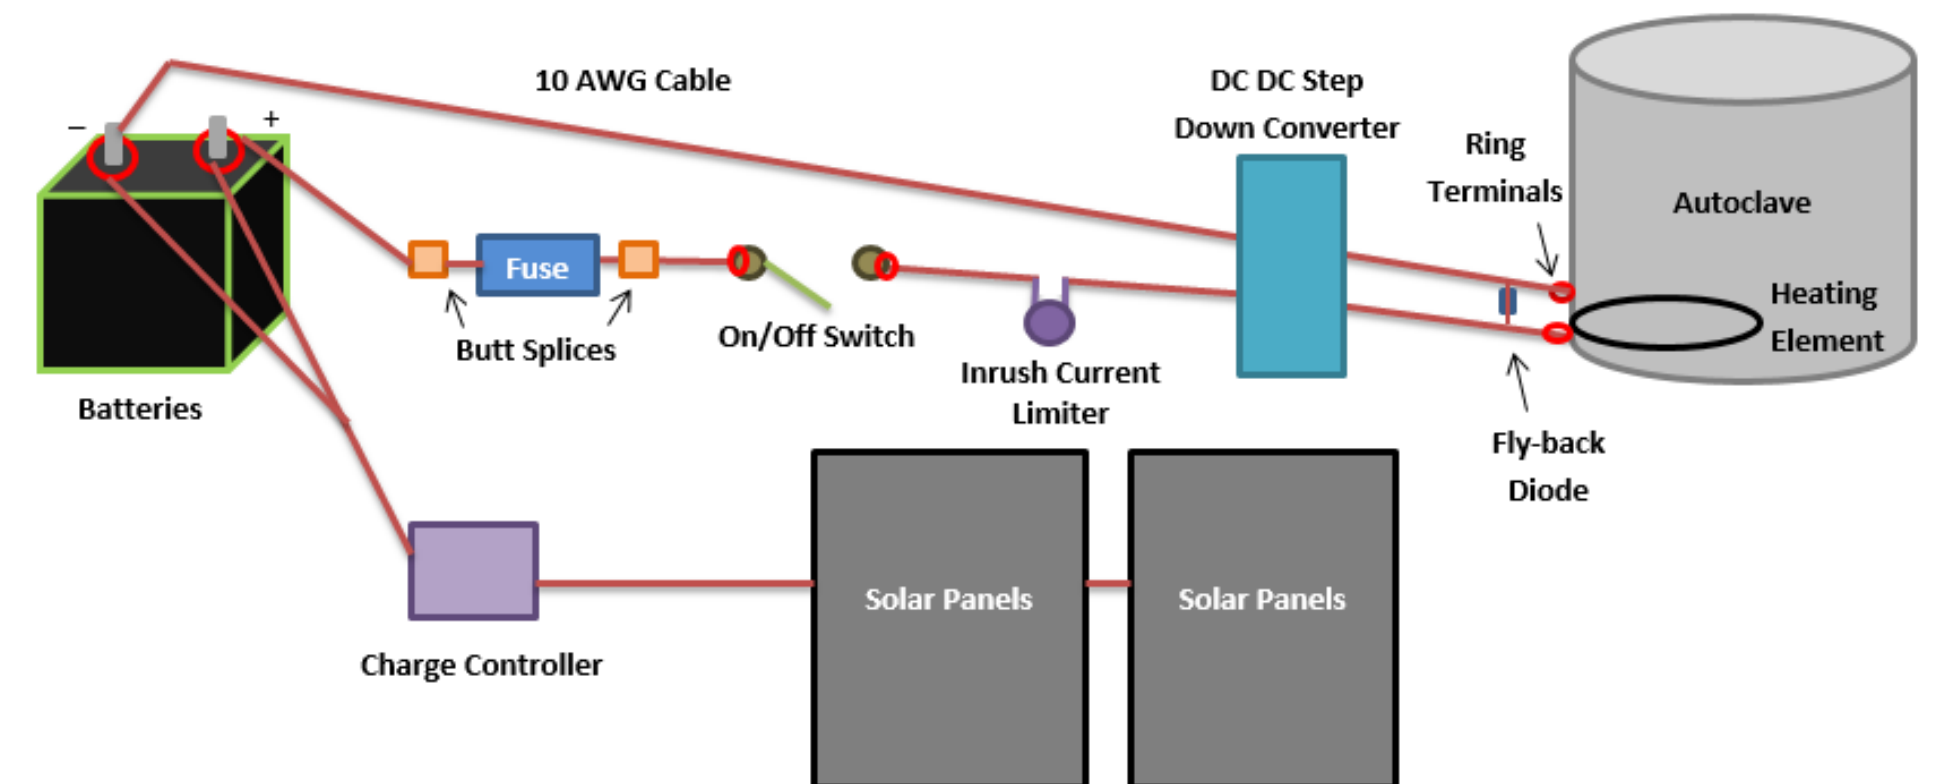 10 AWG Cable
DC DC Step
Down Converter
– +
Ring
Terminals
Autoclave
Fuse
Heating
Element
Butt Splices
On/Off Switch
Inrush Current
Limiter
Batteries
Fly-back
Diode
Solar Panels
Solar Panels
Charge Controller